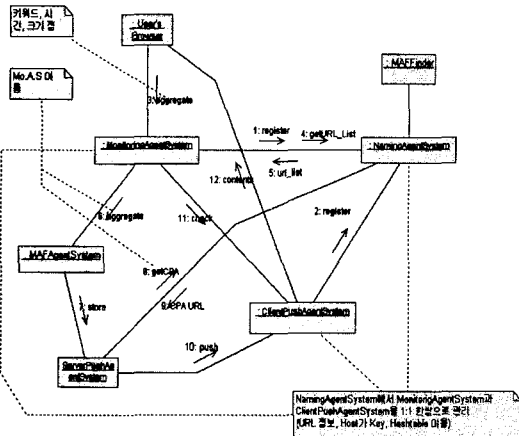 키워드, 시
간, 크기 점
: User's
Browser
: MAFFinder
Mo.A.S 이
름
3: aggregate
1: register
4: getURL_List
: MonitoringAgentSystem
: NamingAgentSystem
5: url_list
12: contents
6: aggregate
11: check
2: register
: MAFAgentSystem
8: getCPA
7: store
9: CPA URL
: ClientPushAgentSystem
: ServerPushAg
entSystem
10: push
NamingAgentSystem에서 MonitorigAgentSystem과
ClientPushAgentSystem을 1:1 한쌍으로 관리
(URL 정보, Host가 Key, Hashtable 이용)